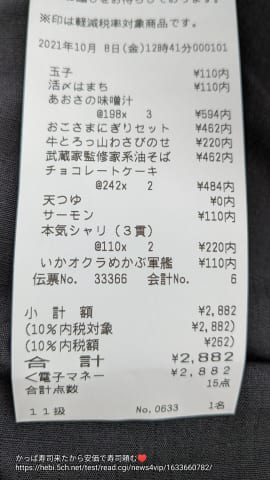 ※印は軽減税率対象商品です。
2021年10月 8日(金)12時41分000101
玉子 ¥110内
活〆はまち ¥110内
あおさの味噌汁
@198× 3 ¥594内
おこさまにぎりセット ¥462内
牛とろっ山わさびのせ ¥220内
武蔵家監修家系油そば ¥462内
チョコレートケーキ
@242× 2 ¥484内
天つゆ ¥0内
サーモン ¥110内
本気シャリ(3貫)
@110× 2 ¥220内
いかオクラめかぶ軍艦 ¥110内
伝票No. 33366 会計No. 6
小 計 額 ¥2,882
(10%内税対象 ¥2,882)
(10%内税額 ¥262)
合 計 ¥2,882
<電子マネー ¥2,882
合計点数 15点
11級 No.0633 1名
かっぱ寿司来たから安価で寿司頼む❤
https://hebi.5ch.net/test/read.cgi/news4vip/1633660782/